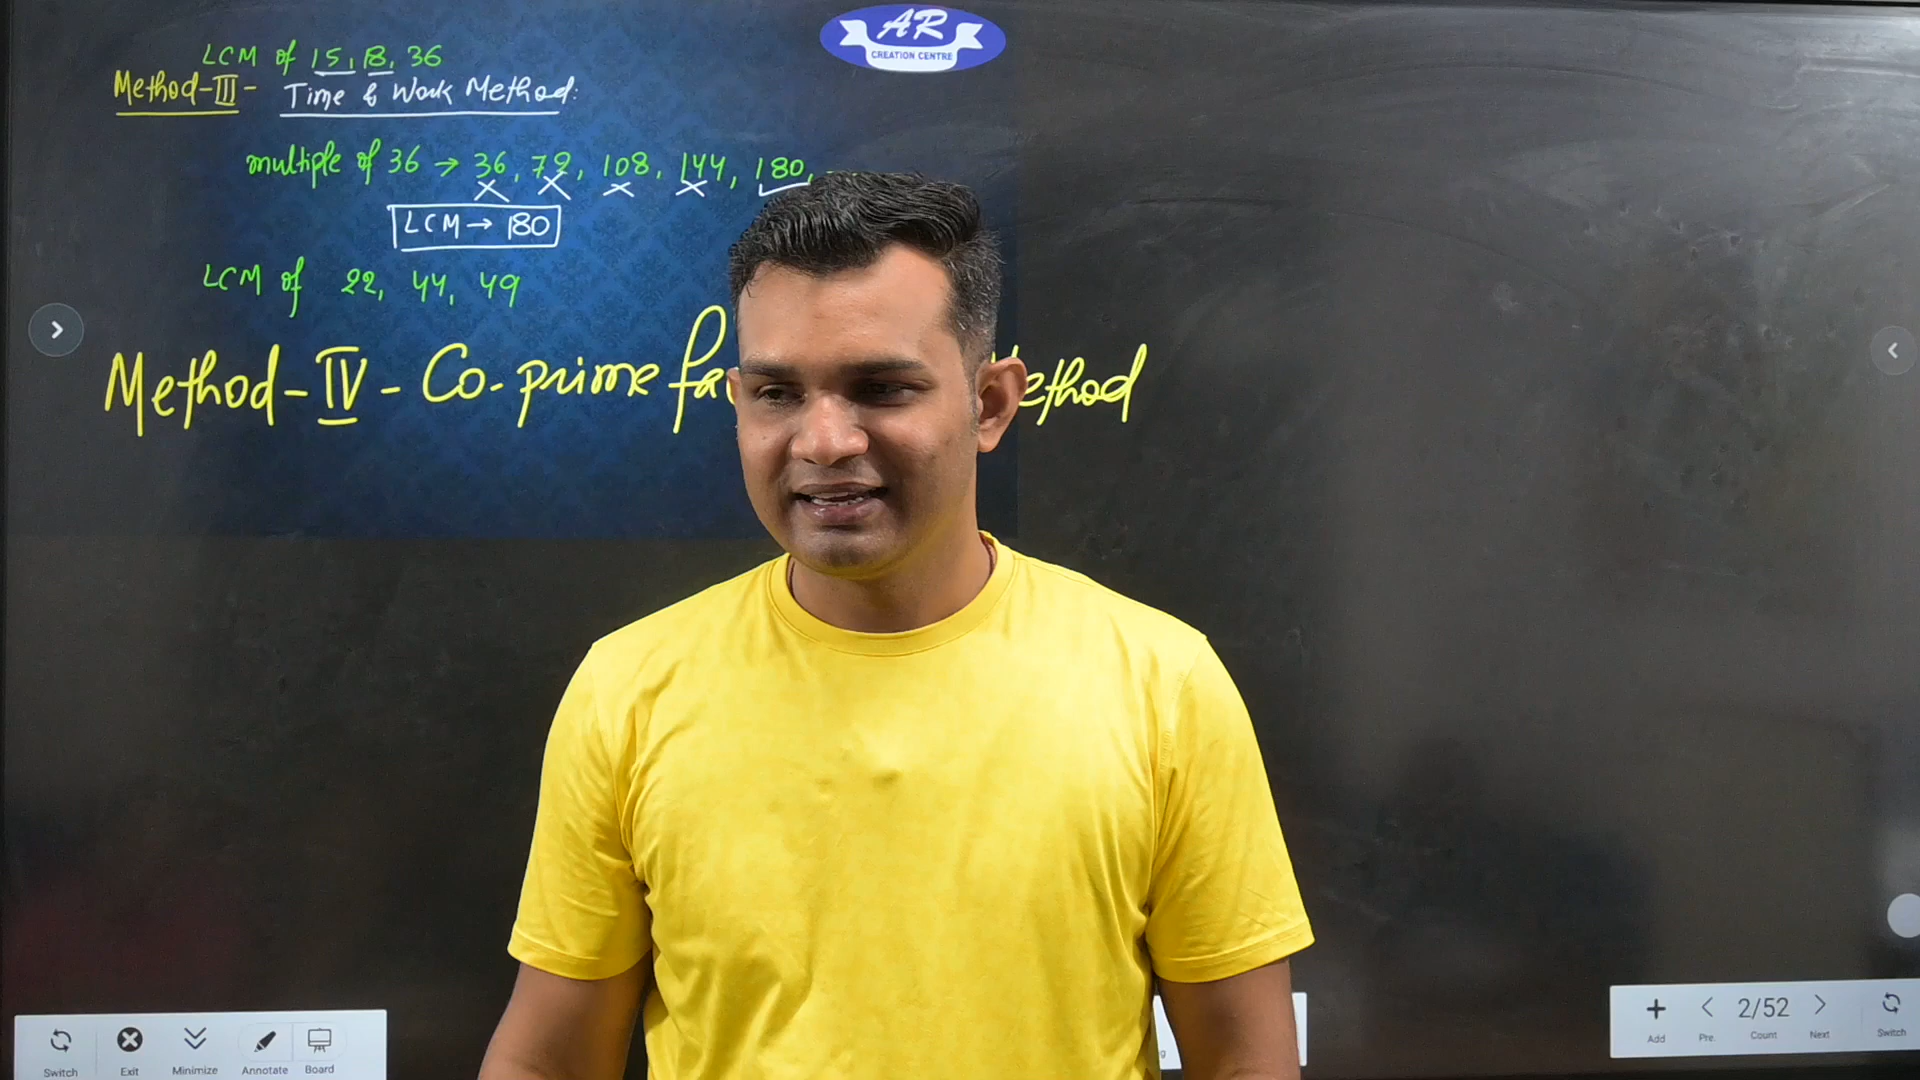 AR
CREATION CENTRE
LCM of 15, 18, 36
Method-III- Time & Work Method:
multiple of 36 → 36, 72, 108, 144, 180,
LCM → 180
LCM of 22, 44, 49
Method-IV-Co-prime
Switch
Exit
Minimize
Annotate
Board
Add
Pre.
2/52
Count
Next
Switch